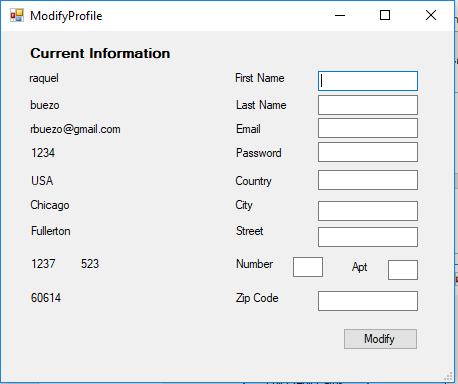 ModifyProfile
Current Information
raquel First Name
buezo Last Name
rbuezo@gmail.com Email
1234 Password
USA Country
Chicago City
Fullerton Street
1237 523 Number Apt
60614 Zip Code
Modify